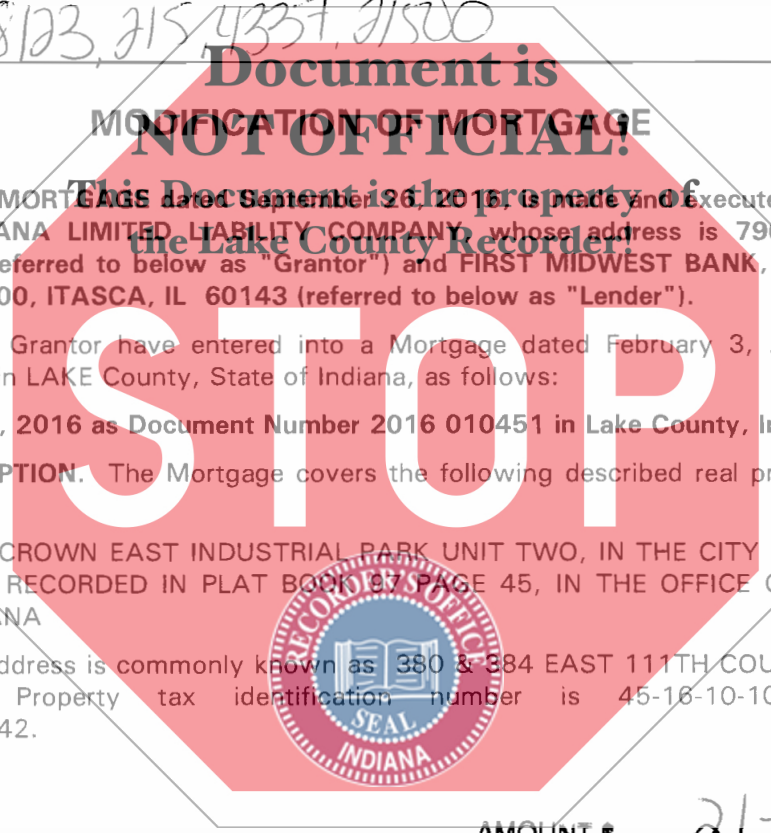 8123, 215, 4337, 21500
Document is
MODIFICATION OF MORTGAGE
NOT OFFICIAL!
This Document is the property of
MORTGAGE dated September 26, 2016, is made and execute
the Lake County Recorder!
ANA LIMITED LIABILITY COMPANY, whose address is 790
eferred to below as "Grantor") and FIRST MIDWEST BANK,
00, ITASCA, IL 60143 (referred to below as "Lender").
Grantor have entered into a Mortgage dated February 3,
n LAKE County, State of Indiana, as follows:
STOP
, 2016 as Document Number 2016 010451 in Lake County, In
PTION. The Mortgage covers the following described real pr
CROWN EAST INDUSTRIAL PARK UNIT TWO, IN THE CITY
RECORDED IN PLAT BOOK 97 PAGE 45, IN THE OFFICE O
ANA
ddress is commonly known as 380 & 384 EAST 111TH COU
Property tax identification number is 45-16-10-10
42.
RECORDER'S OFFICE
SEAL
INDIANA
AMOUNT $ 21-